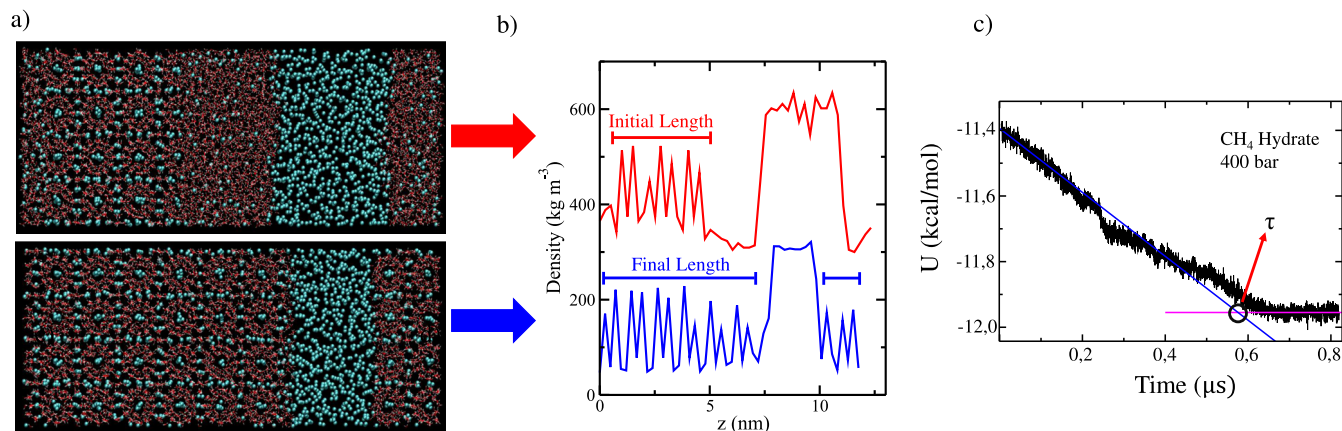 a)
b)
600
400
200
0
Density (kg m⁻³)
Initial Length
Final Length
0
5
10
z (nm)
c)
-11.4
-11.6
-11.8
-12.0
U (kcal/mol)
CH₄ Hydrate
400 bar
τ
0,2
0,4
0,6
0,8
Time (μs)